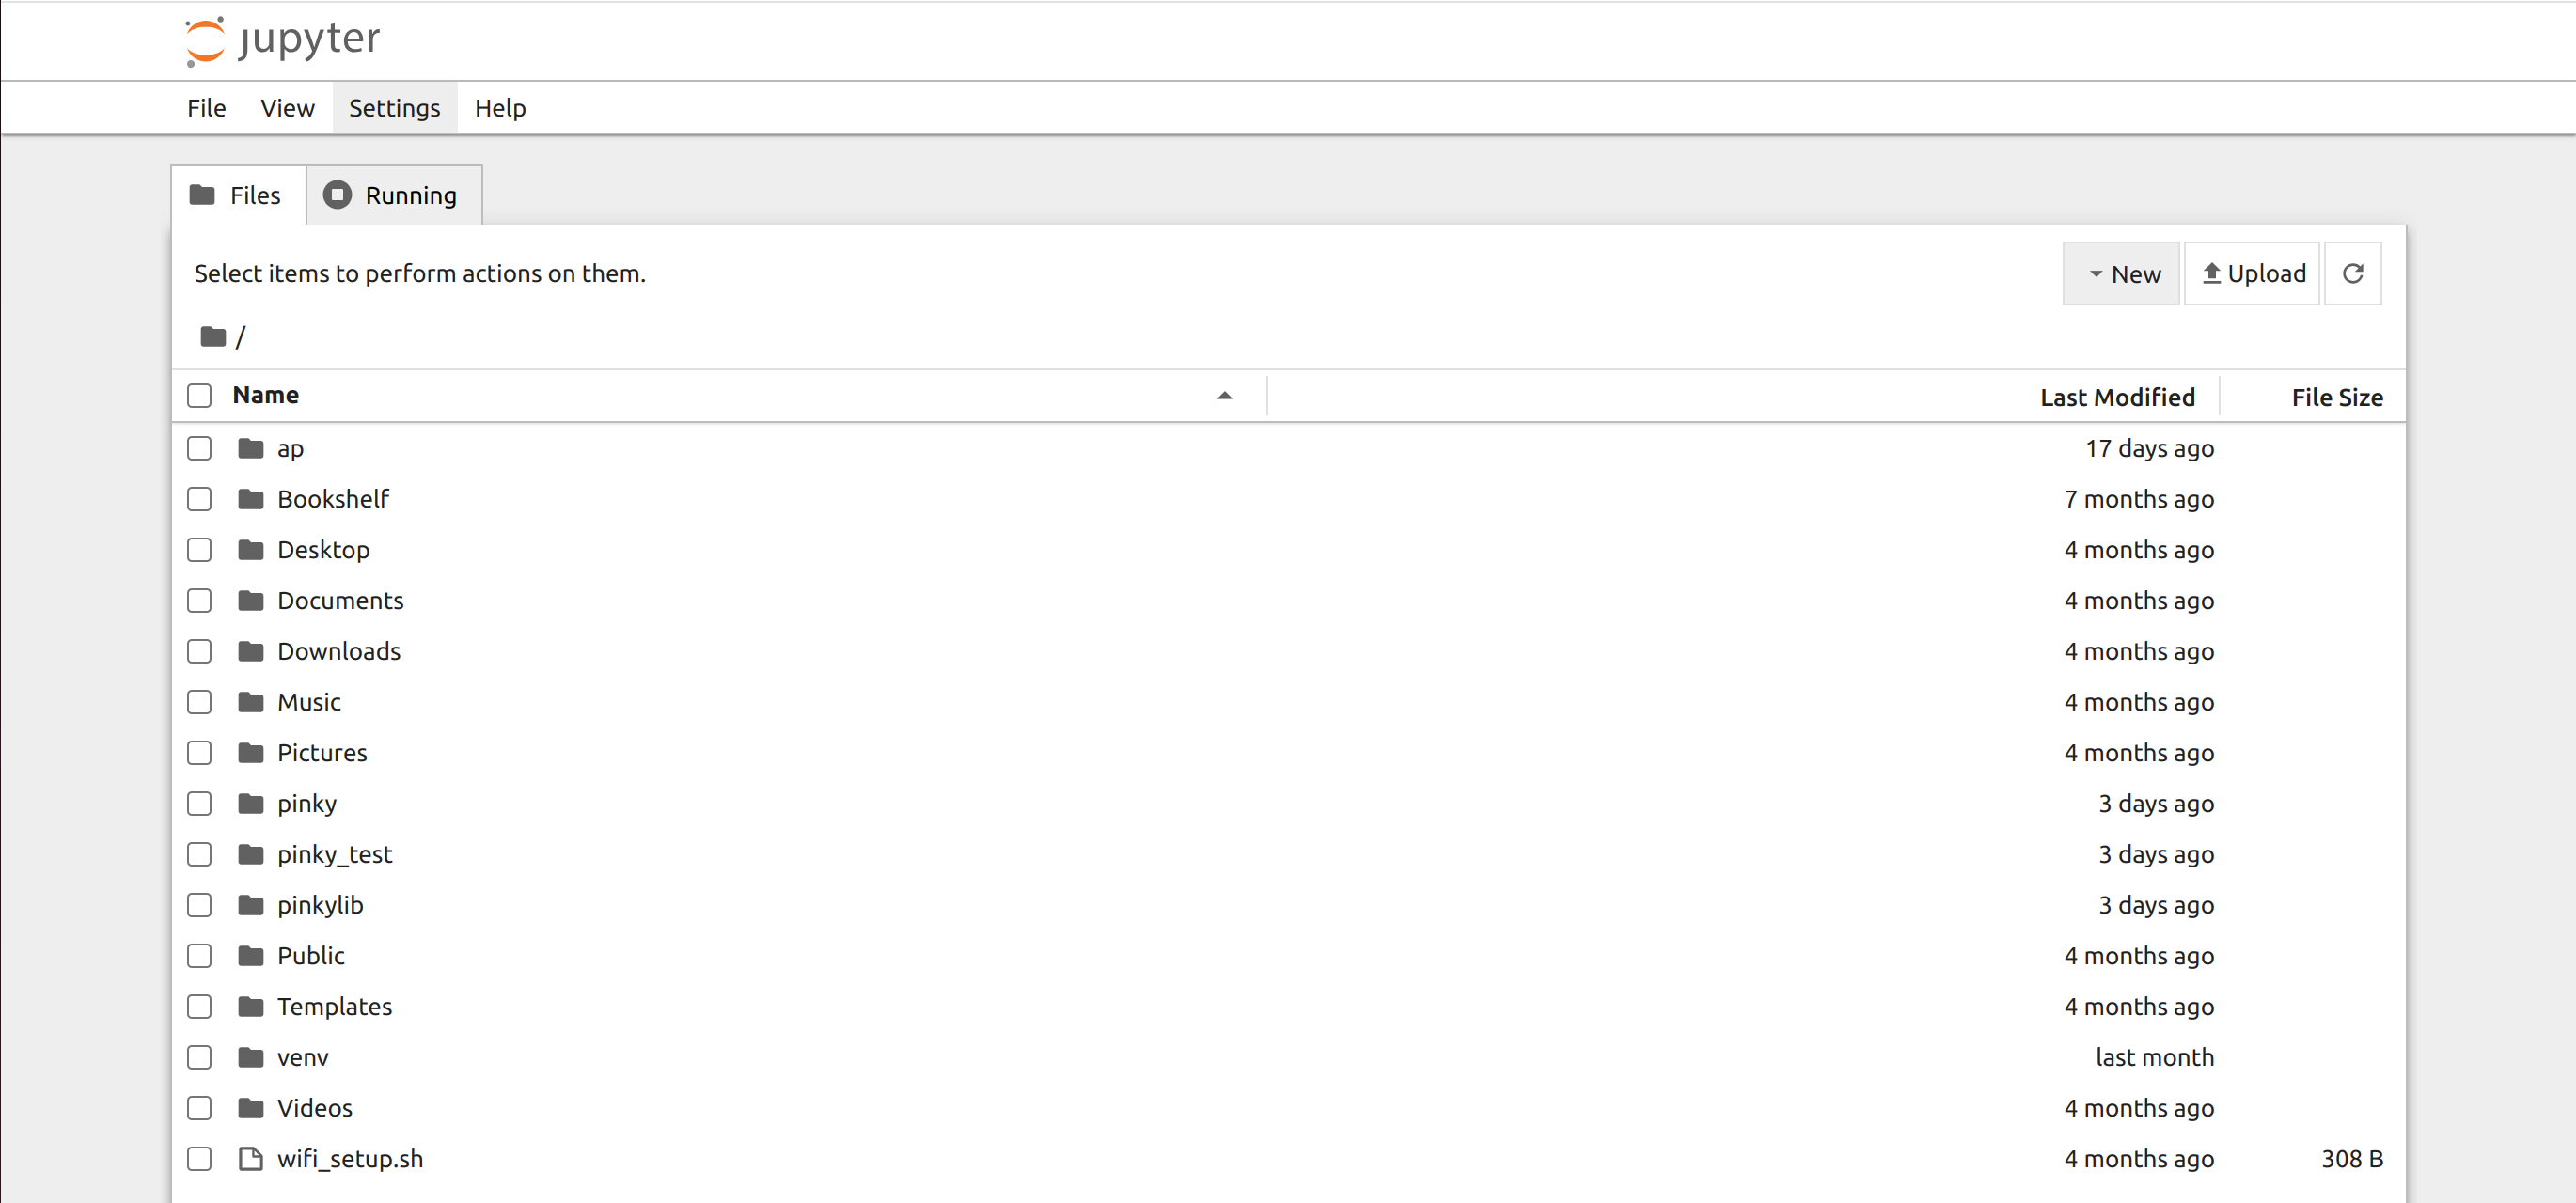 jupyter
File View Settings Help
Files Running
Select items to perform actions on them. New Upload
/
Name Last Modified File Size
ap 17 days ago
Bookshelf 7 months ago
Desktop 4 months ago
Documents 4 months ago
Downloads 4 months ago
Music 4 months ago
Pictures 4 months ago
pinky 3 days ago
pinky_test 3 days ago
pinkylib 3 days ago
Public 4 months ago
Templates 4 months ago
venv last month
Videos 4 months ago
wifi_setup.sh 4 months ago 308 B